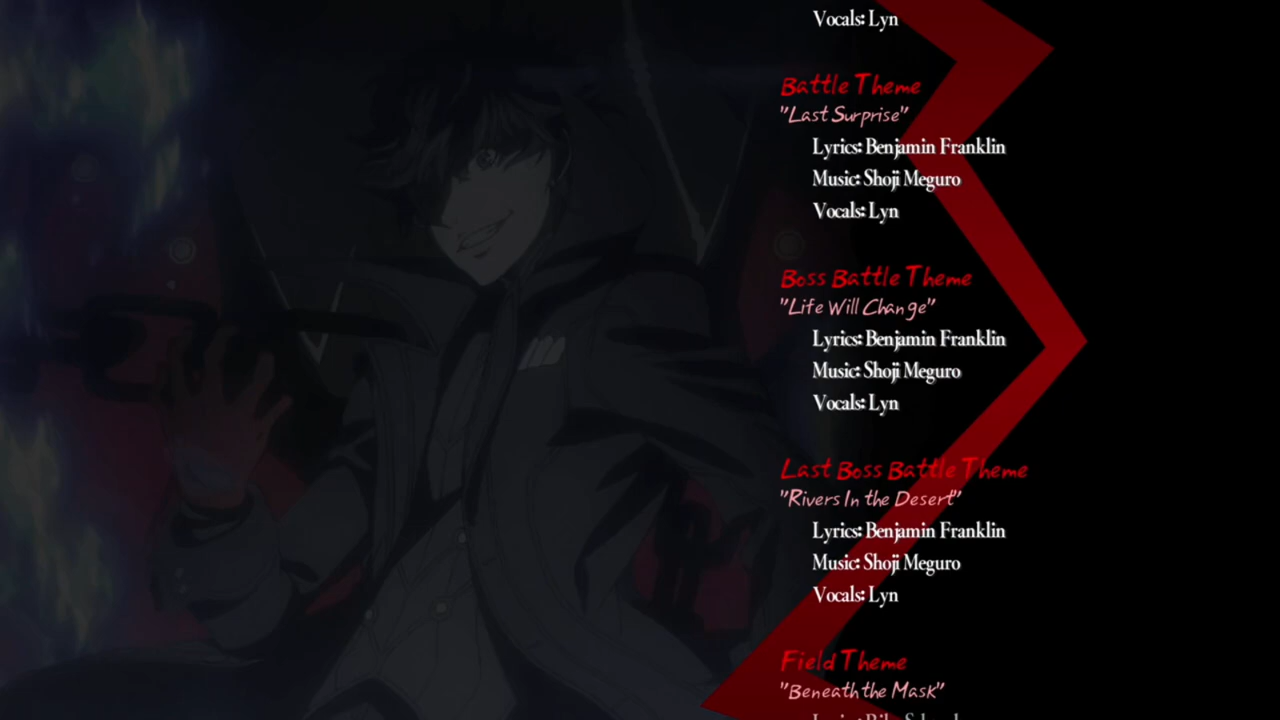 Vocals: Lyn
Battle Theme
"Last Surprise"
Lyrics: Benjamin Franklin
Music: Shoji Meguro
Vocals: Lyn
Boss Battle Theme
"Life Will Change"
Lyrics: Benjamin Franklin
Music: Shoji Meguro
Vocals: Lyn
Last Boss Battle Theme
"Rivers In the Desert"
Lyrics: Benjamin Franklin
Music: Shoji Meguro
Vocals: Lyn
Field Theme
"Beneath the Mask"